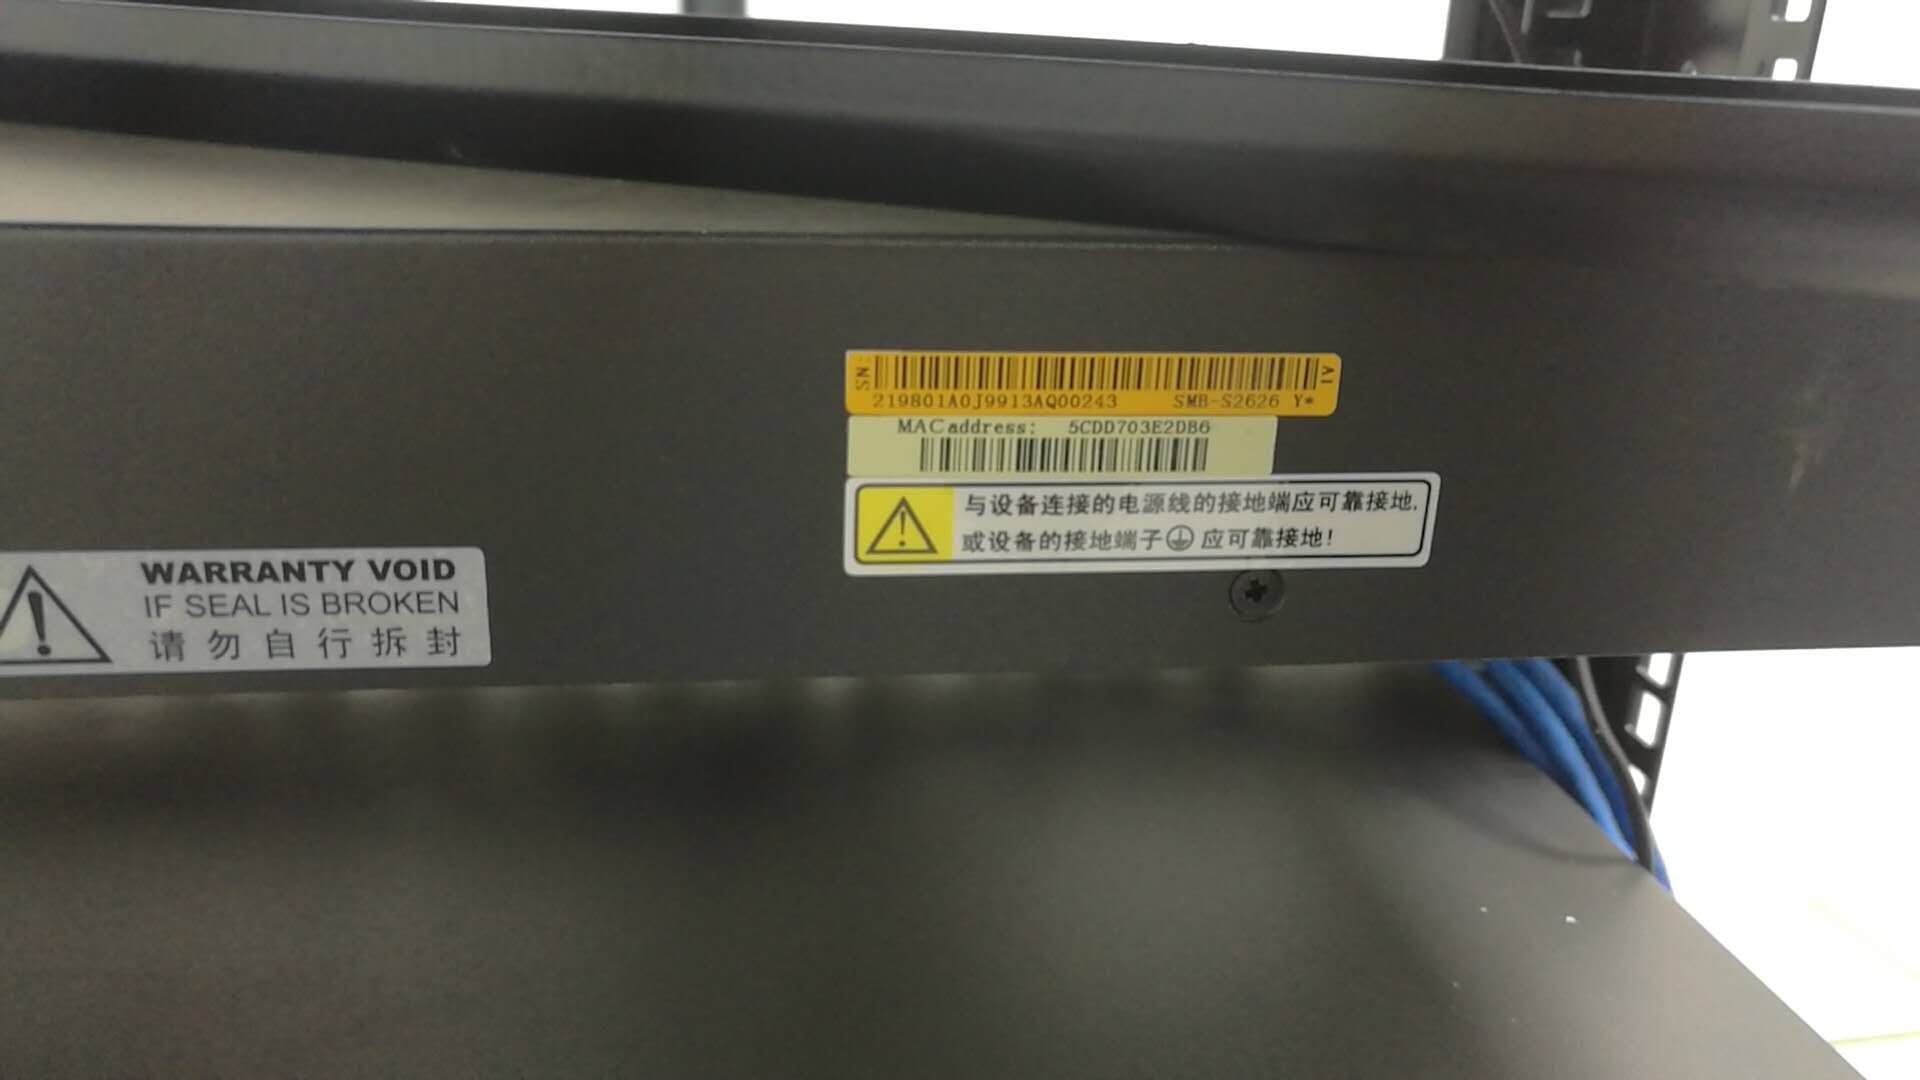 SN:
219801A0J9913AQ00243 SMB-S2626 Y*
MAC address: 5CDD703E2DB6
与设备连接的电源线的接地端应可靠接地,
或设备的接地端子应可靠接地!
WARRANTY VOID
IF SEAL IS BROKEN
请勿自行拆封